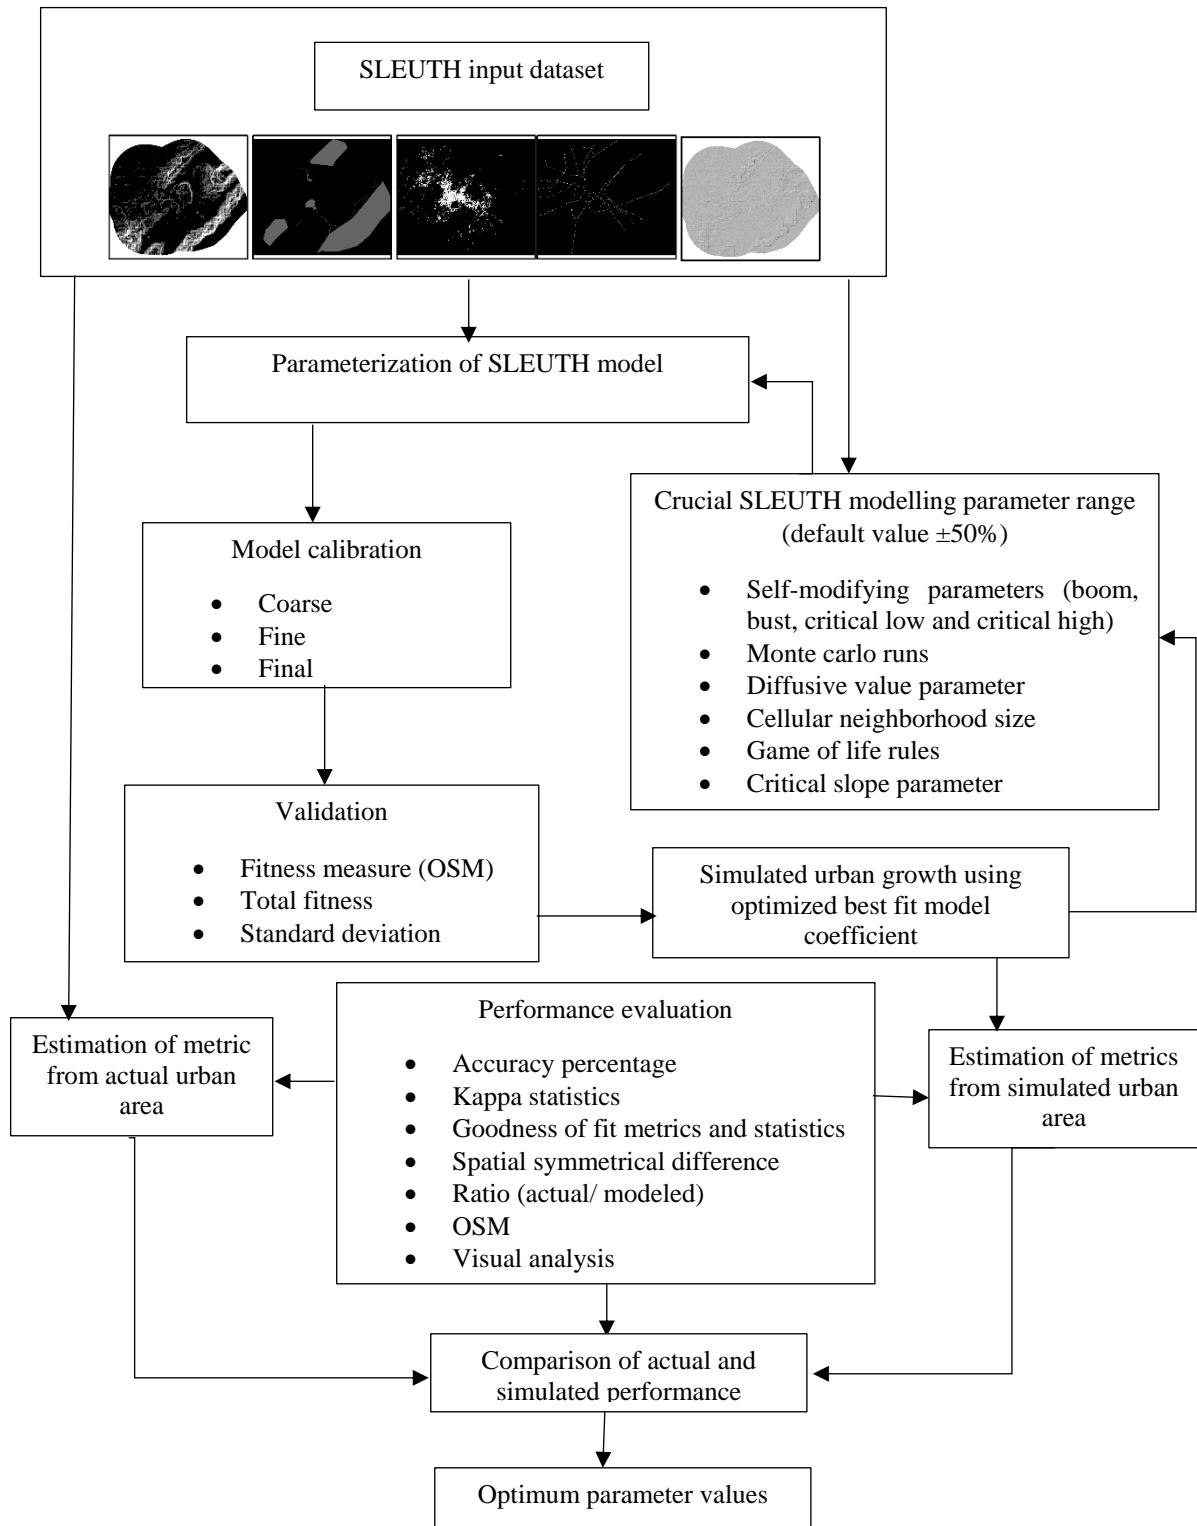 SLEUTH input dataset
Parameterization of SLEUTH model
Crucial SLEUTH modelling parameter range
(default value ±50%)
• Self-modifying parameters (boom,
bust, critical low and critical high)
• Monte carlo runs
• Diffusive value parameter
• Cellular neighborhood size
• Game of life rules
• Critical slope parameter
Model calibration
• Coarse
• Fine
• Final
Validation
• Fitness measure (OSM)
• Total fitness
• Standard deviation
Simulated urban growth using
optimized best fit model
coefficient
Performance evaluation
• Accuracy percentage
• Kappa statistics
• Goodness of fit metrics and statistics
• Spatial symmetrical difference
• Ratio (actual/ modeled)
• OSM
• Visual analysis
Estimation of metric
from actual urban
area
Estimation of metrics
from simulated urban
area
Comparison of actual and
simulated performance
Optimum parameter values